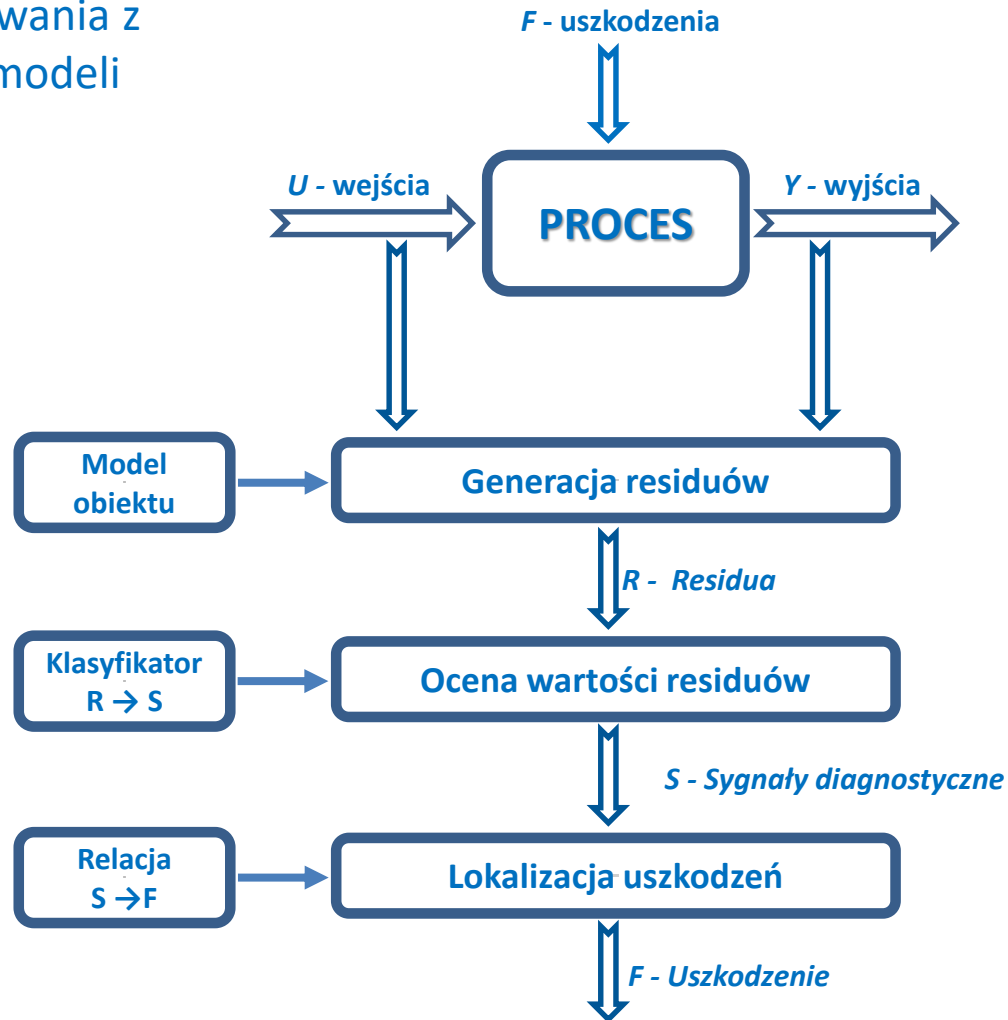 wania z
modeli
F - uszkodzenia
U - wejścia
PROCES
Y - wyjścia
Model
obiektu
Generacja residuów
R - Residua
Klasyfikator
R → S
Ocena wartości residuów
S - Sygnały diagnostyczne
Relacja
S →F
Lokalizacja uszkodzeń
F - Uszkodzenie